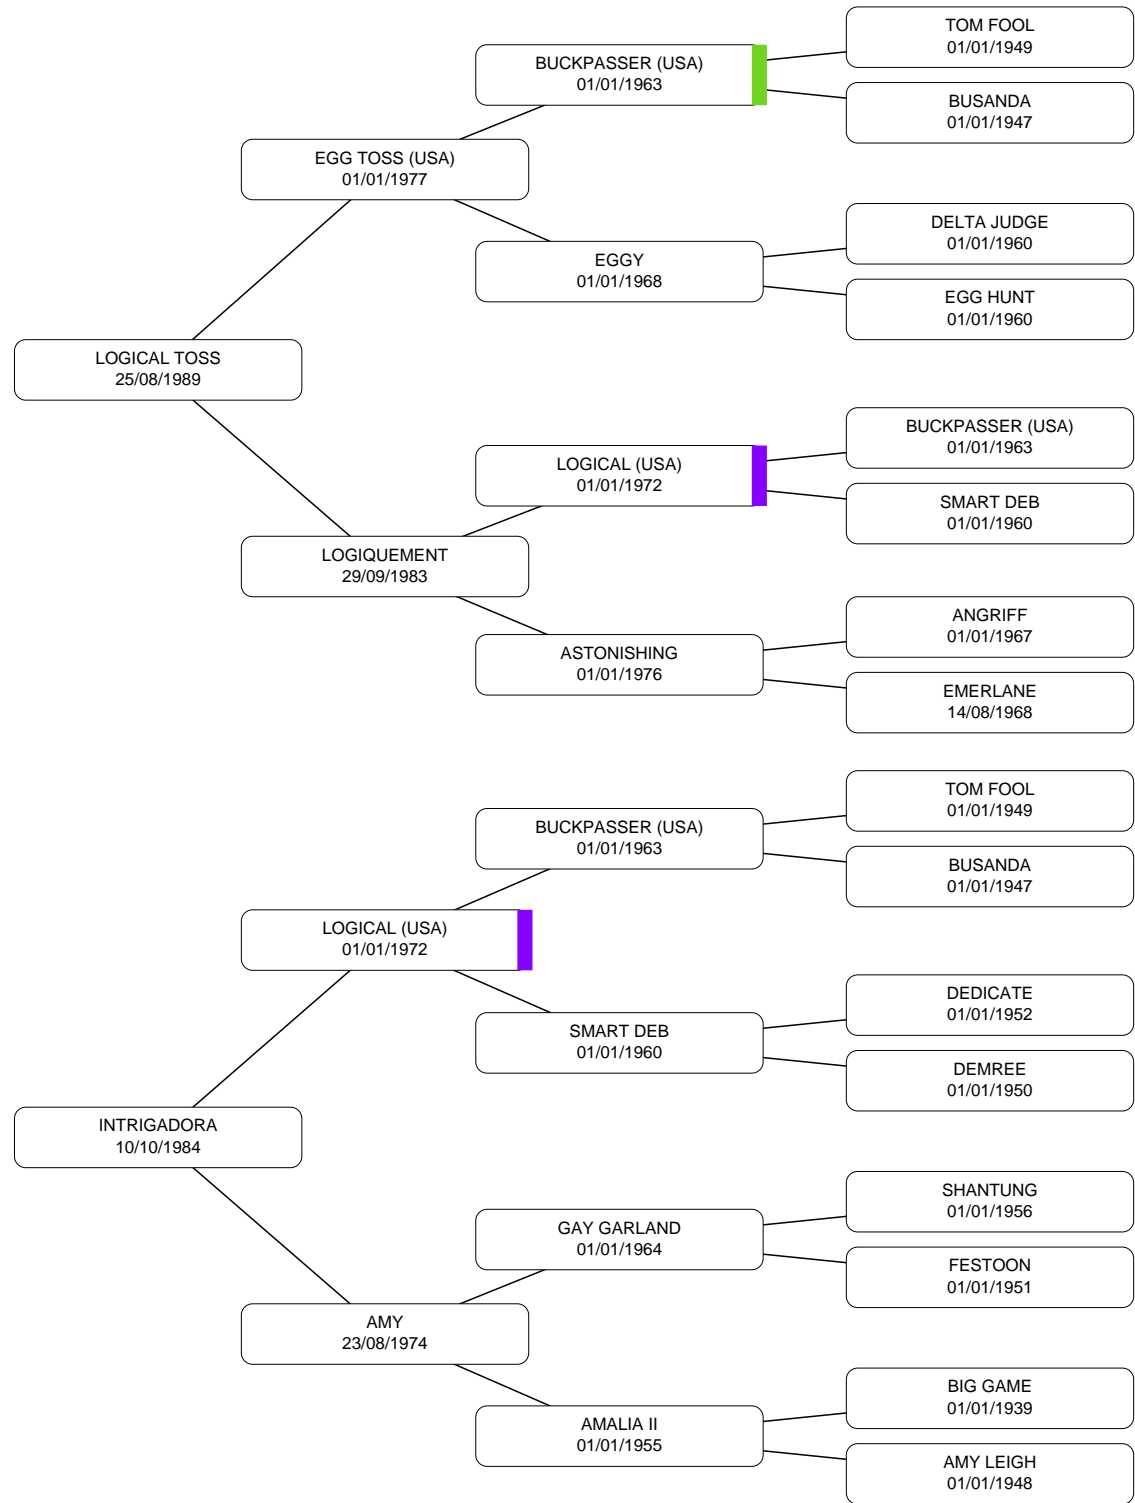 TOM FOOL
01/01/1949
BUCKPASSER (USA)
01/01/1963
BUSANDA
01/01/1947
EGG TOSS (USA)
01/01/1977
DELTA JUDGE
01/01/1960
EGGY
01/01/1968
EGG HUNT
01/01/1960
LOGICAL TOSS
25/08/1989
BUCKPASSER (USA)
01/01/1963
LOGICAL (USA)
01/01/1972
SMART DEB
01/01/1960
LOGIQUEMENT
29/09/1983
ANGRIFF
01/01/1967
ASTONISHING
01/01/1976
EMERLANE
14/08/1968
TOM FOOL
01/01/1949
BUCKPASSER (USA)
01/01/1963
BUSANDA
01/01/1947
LOGICAL (USA)
01/01/1972
DEDICATE
01/01/1952
SMART DEB
01/01/1960
DEMREE
01/01/1950
INTRIGADORA
10/10/1984
SHANTUNG
01/01/1956
GAY GARLAND
01/01/1964
FESTOON
01/01/1951
AMY
23/08/1974
BIG GAME
01/01/1939
AMALIA II
01/01/1955
AMY LEIGH
01/01/1948